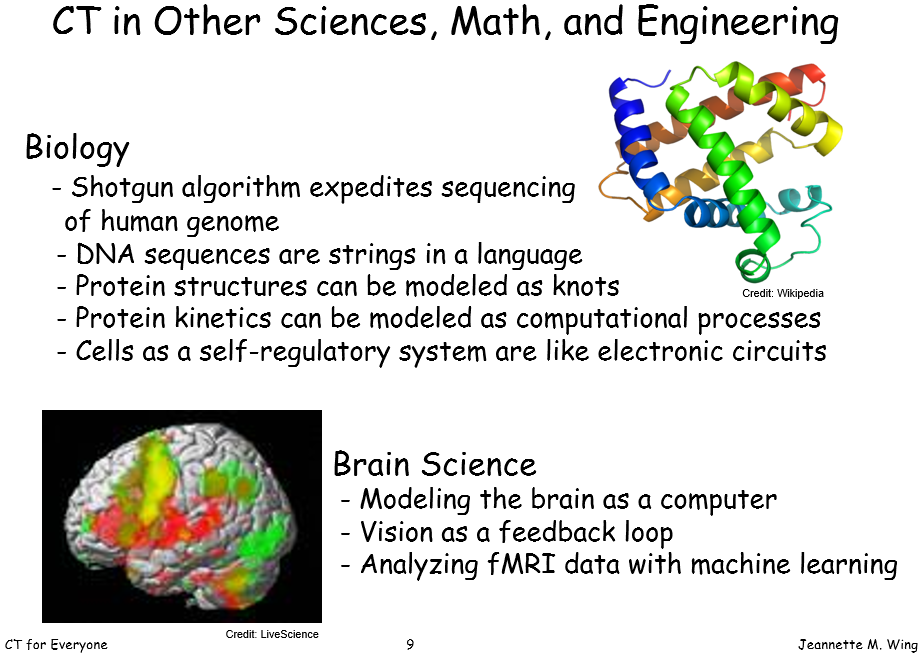 CT in Other Sciences, Math, and Engineering
Biology
- Shotgun algorithm expedites sequencing
of human genome
- DNA sequences are strings in a language
- Protein structures can be modeled as knots
Credit: Wikipedia
- Protein kinetics can be modeled as computational processes
- Cells as a self-regulatory system are like electronic circuits
Brain Science
- Modeling the brain as a computer
- Vision as a feedback loop
- Analyzing fMRI data with machine learning
Credit: LiveScience
CT for Everyone
9
Jeannette M. Wing